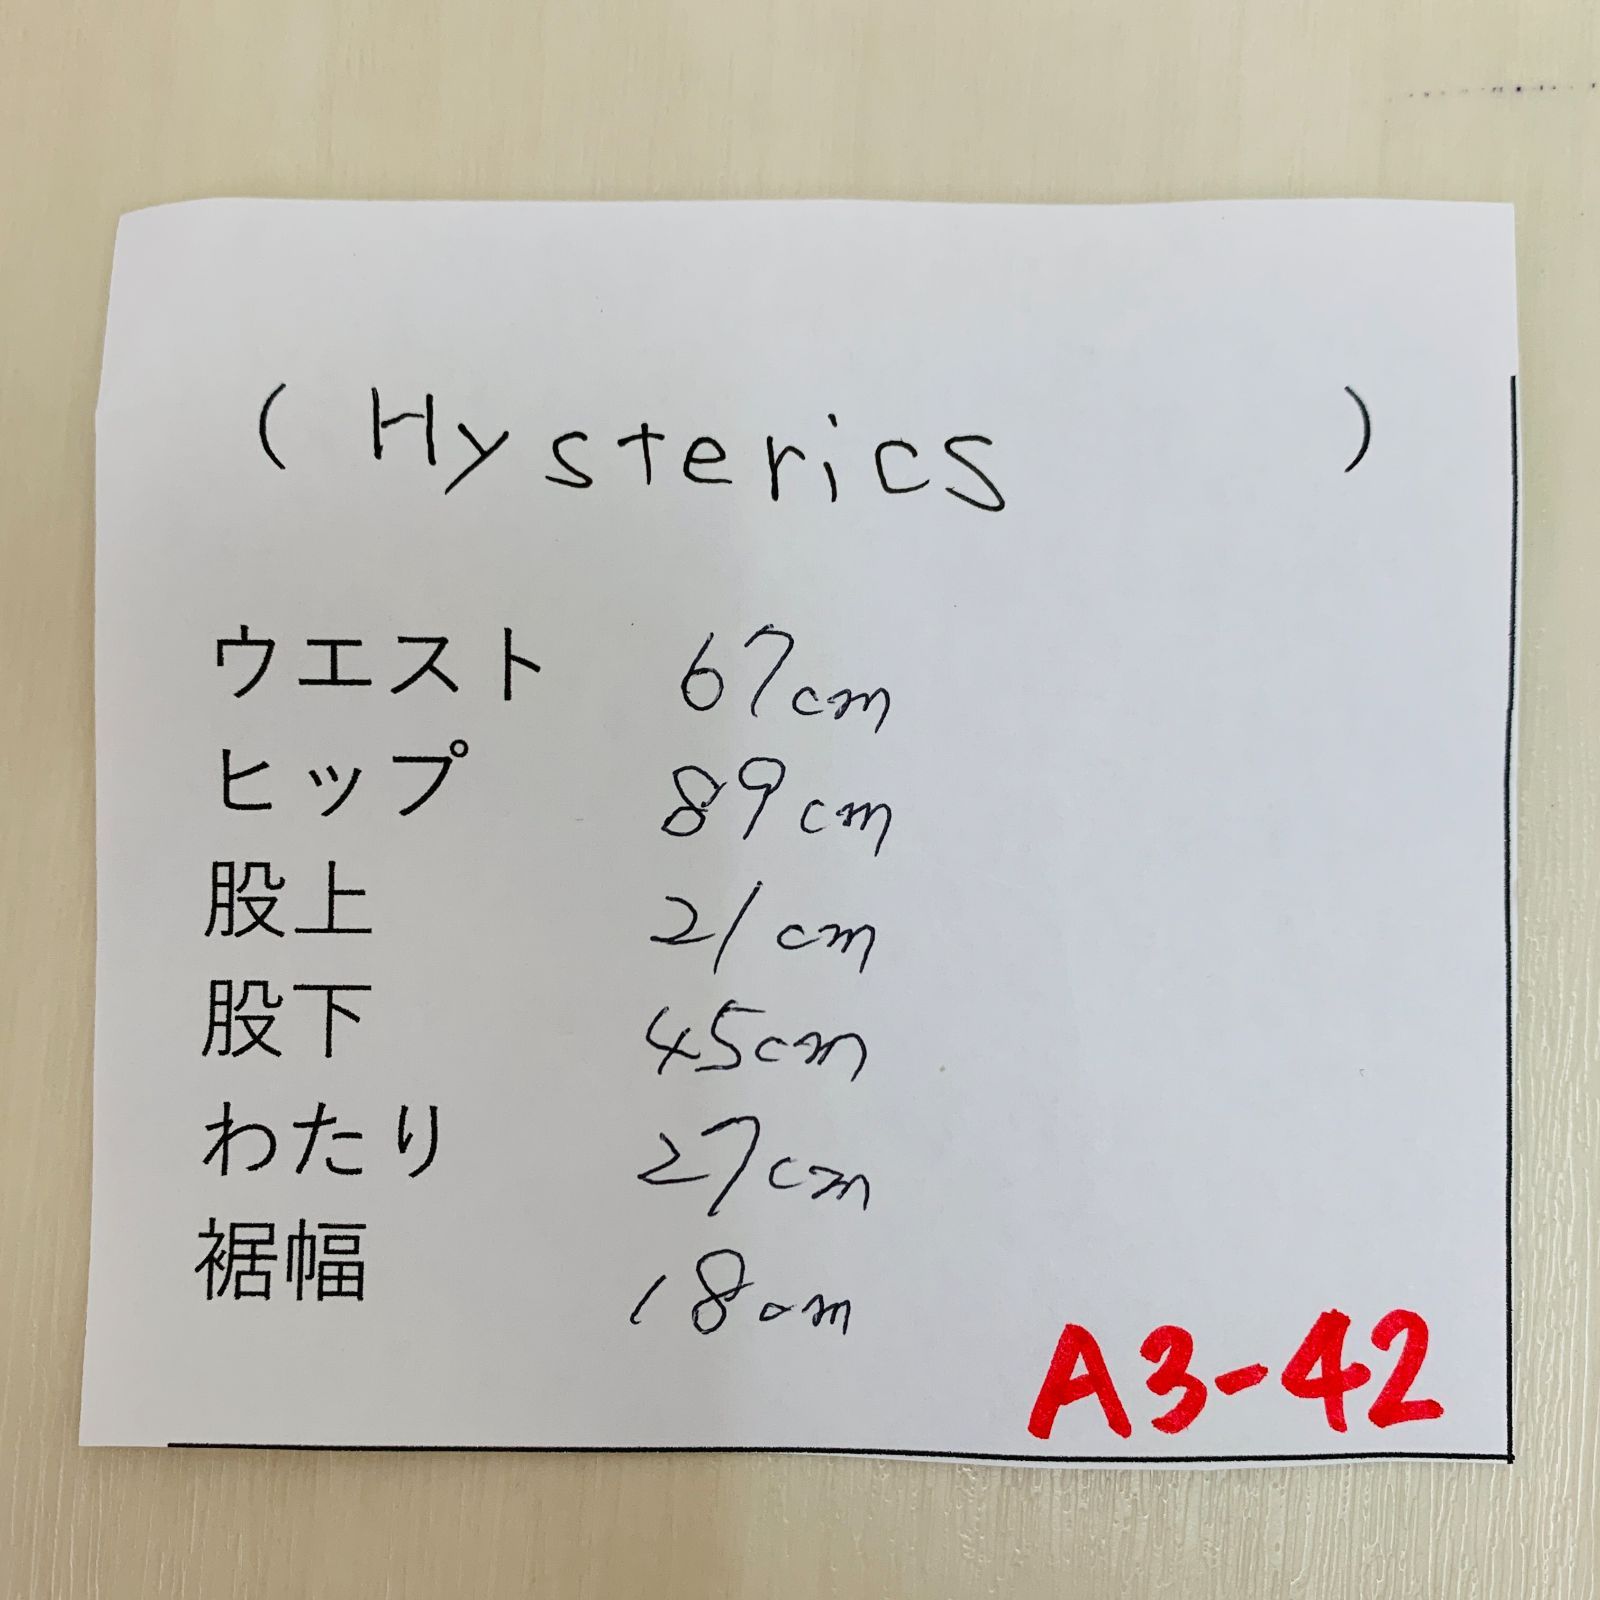 ( Hysterics )
ウエスト 67cm
ヒップ 89cm
股上 21cm
股下 45cm
わたり 27cm
裾幅 18cm
A3-42